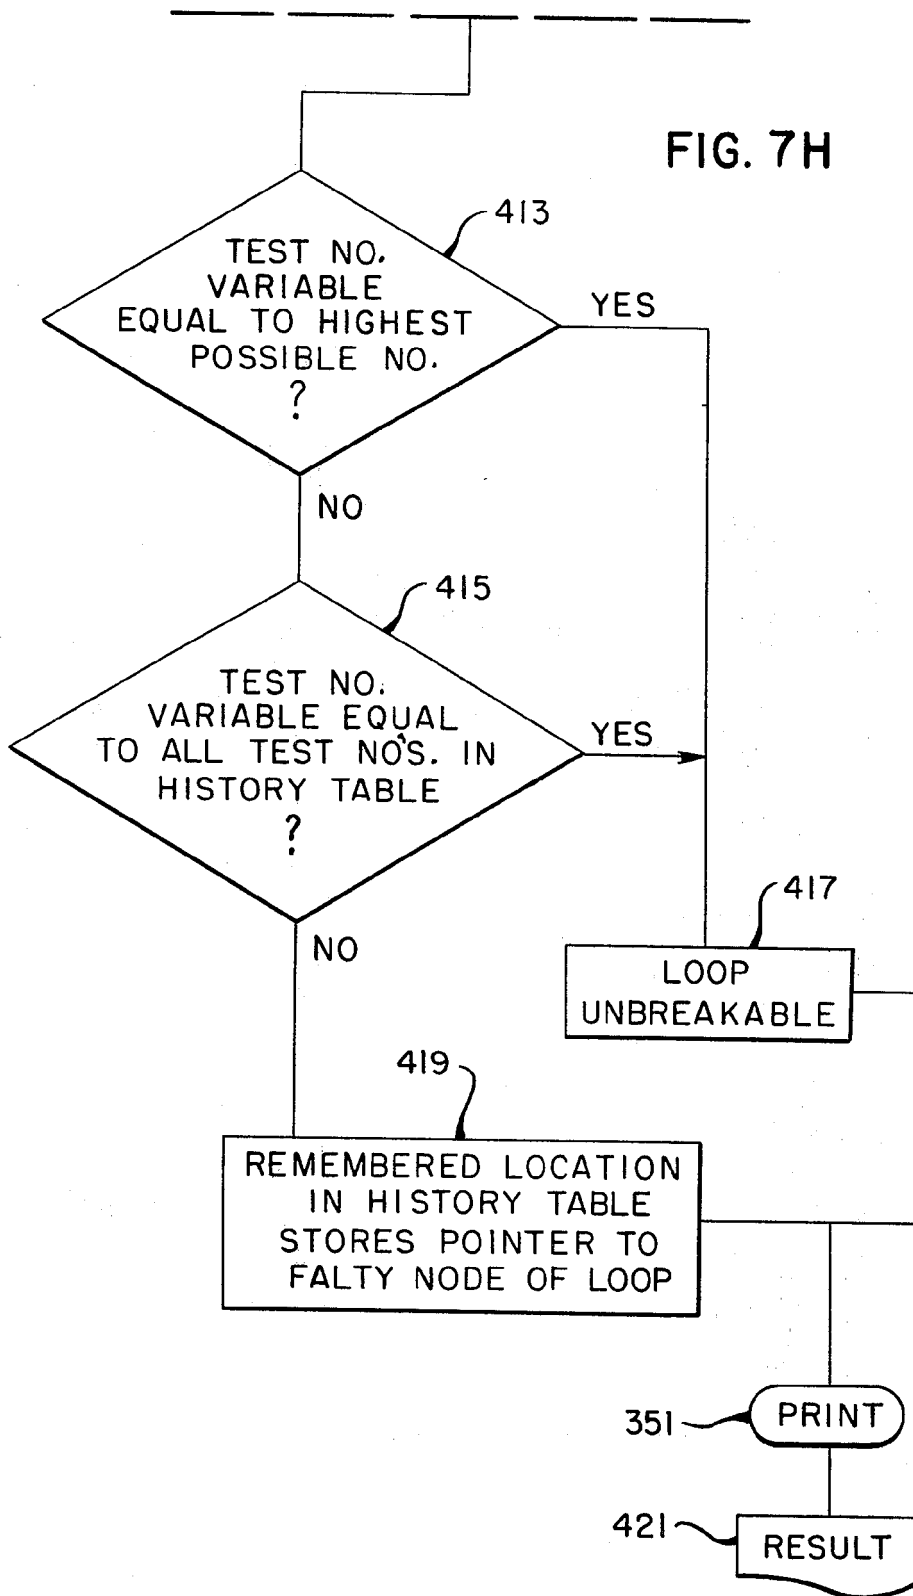 FIG. 7H
413
TEST NO.
VARIABLE
EQUAL TO HIGHEST
POSSIBLE NO.
?
YES
NO
415
TEST NO.
VARIABLE EQUAL
TO ALL TEST NO'S. IN
HISTORY TABLE
?
YES
NO
417
LOOP
UNBREAKABLE
419
REMEMBERED LOCATION
IN HISTORY TABLE
STORES POINTER TO
FALTY NODE OF LOOP
351
PRINT
421
RESULT